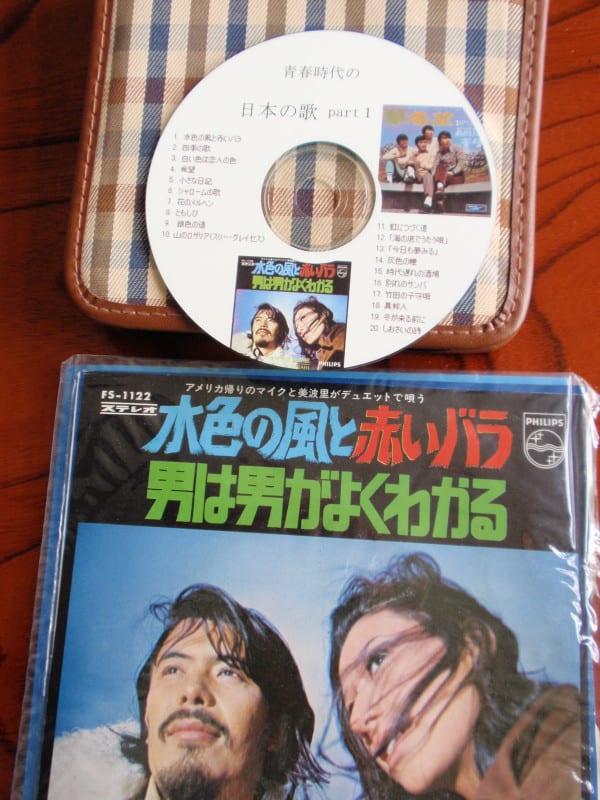 青春時代の
日本の歌 part 1
1. 水色の風と赤いバラ
2. 四季の歌
3. 白い色は恋人の色
4. 希望
5. 小さな日記
6. シャロームの歌
7. 花のメルヘン
8. ともしび
9. 緑色の道
10. 山のロザリア(スリー・グレイセス)
11. 虹につづく道
12. 「海の底でうたう唄」
13. 「今日も夢みる」
14. 灰色の瞳
15. 時代遅れの酒場
16. 別れのサンバ
17. 竹田の子守唄
18. 異邦人
19. 冬が来る前に
20. しおさいの詩
水色の風と赤いバラ
男は男がよくわかる
PHILIPS
FS-1122
ステレオ
アメリカ帰りのマイクと美波里がデュエットで唄う
水色の風と赤いバラ
男は男がよくわかる
PHILIPS